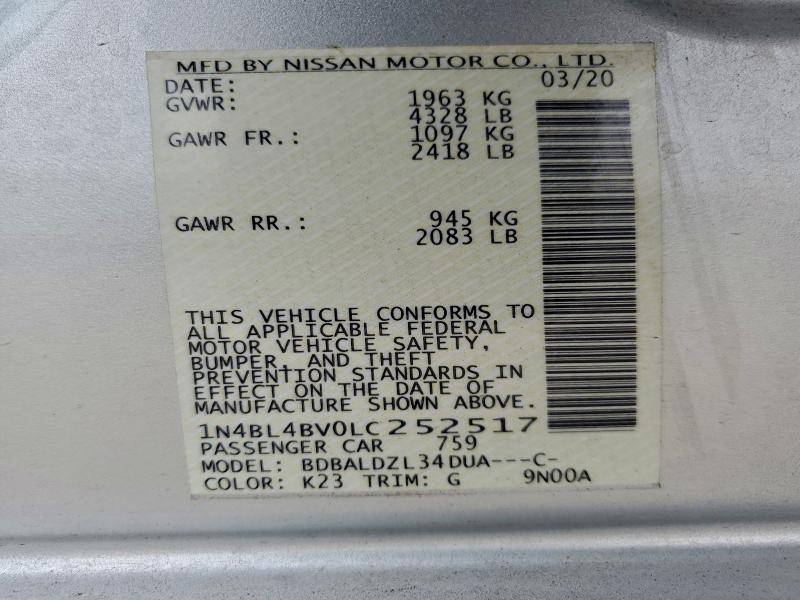 MFD BY NISSAN MOTOR CO., LTD.
DATE: 03/20
GVWR: 1963 KG
4328 LB
GAWR FR.: 1097 KG
2418 LB
GAWR RR.: 945 KG
2083 LB
THIS VEHICLE CONFORMS TO
ALL APPLICABLE FEDERAL
MOTOR VEHICLE SAFETY,
BUMPER, AND THEFT
PREVENTION STANDARDS IN
EFFECT ON THE DATE OF
MANUFACTURE SHOWN ABOVE.
1N4BL4BV0LC252517
PASSENGER CAR 759
MODEL: BDBALDZL34DUA---C-
COLOR: K23 TRIM: G 9N00A